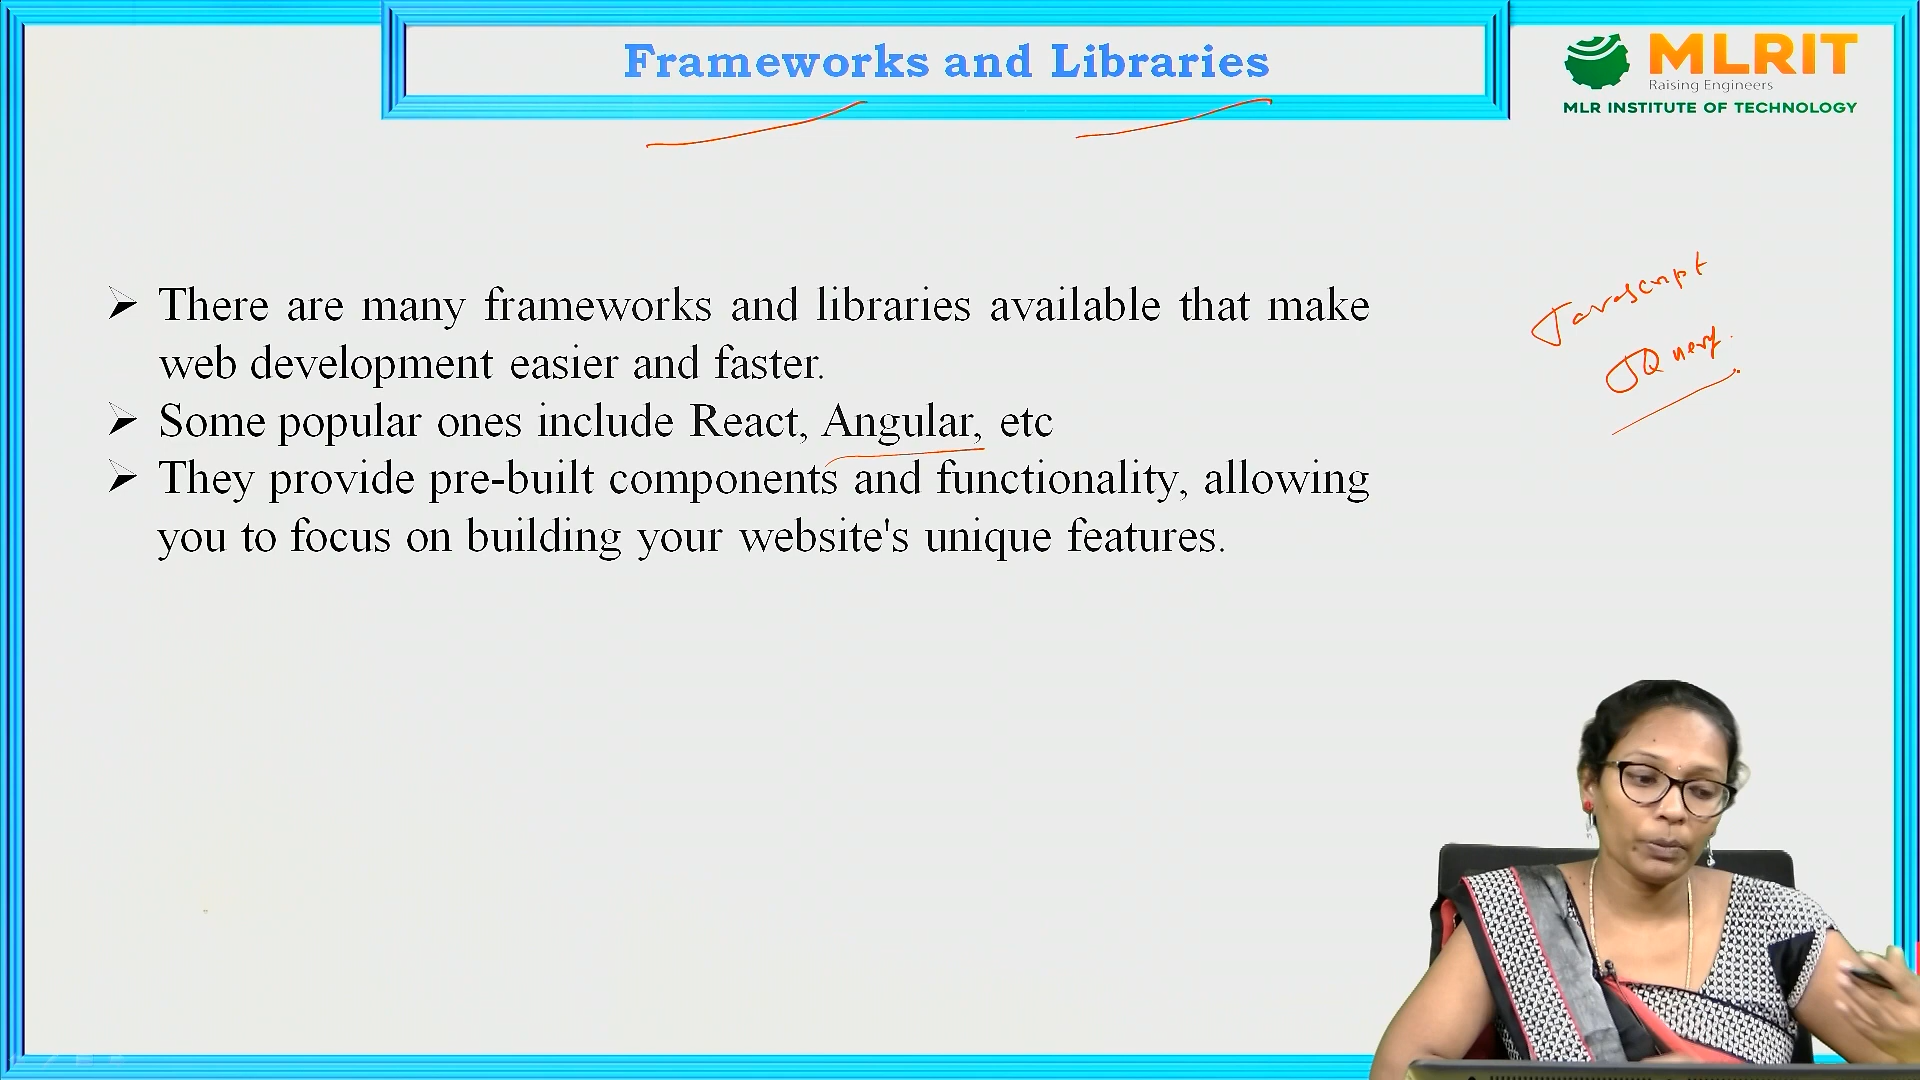 Frameworks and Libraries
MLRIT
Raising Engineers
MLR INSTITUTE OF TECHNOLOGY
➢ There are many frameworks and libraries available that make
web development easier and faster.
➢ Some popular ones include React, Angular, etc
➢ They provide pre-built components and functionality, allowing
you to focus on building your website's unique features.
Javascript
JQuery.